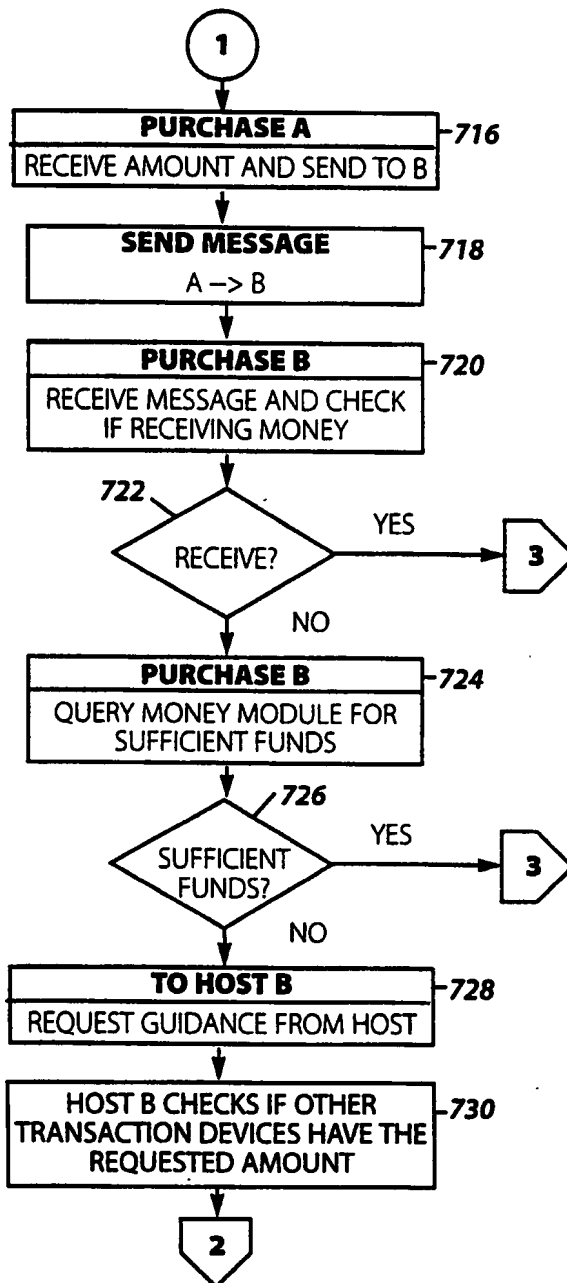 1
PURCHASE A
716
RECEIVE AMOUNT AND SEND TO B
SEND MESSAGE
718
A –> B
PURCHASE B
720
RECEIVE MESSAGE AND CHECK
IF RECEIVING MONEY
722
RECEIVE?
YES
3
NO
PURCHASE B
724
QUERY MONEY MODULE FOR
SUFFICIENT FUNDS
726
SUFFICIENT
FUNDS?
YES
3
NO
TO HOST B
728
REQUEST GUIDANCE FROM HOST
HOST B CHECKS IF OTHER
730
TRANSACTION DEVICES HAVE THE
REQUESTED AMOUNT
2